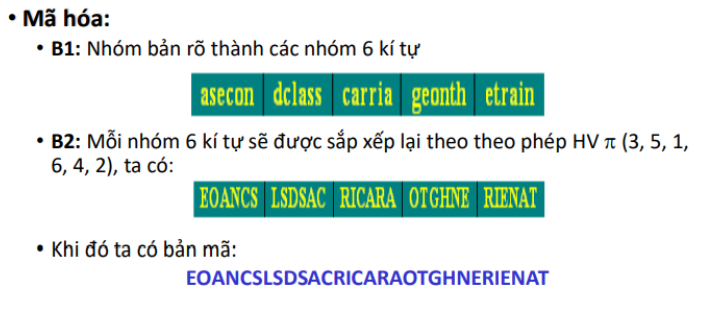 • Mã hóa:
• B1: Nhóm bản rõ thành các nhóm 6 kí tự
asecon dclass carria geonth etrain
• B2: Mỗi nhóm 6 kí tự sẽ được sắp xếp lại theo theo phép HV π (3, 5, 1,
6, 4, 2), ta có:
EOANCS LSDSAC RICARA OTGHNE RIENAT
• Khi đó ta có bản mã:
EOANCSLSDSACRICARAOTGHNERIENAT